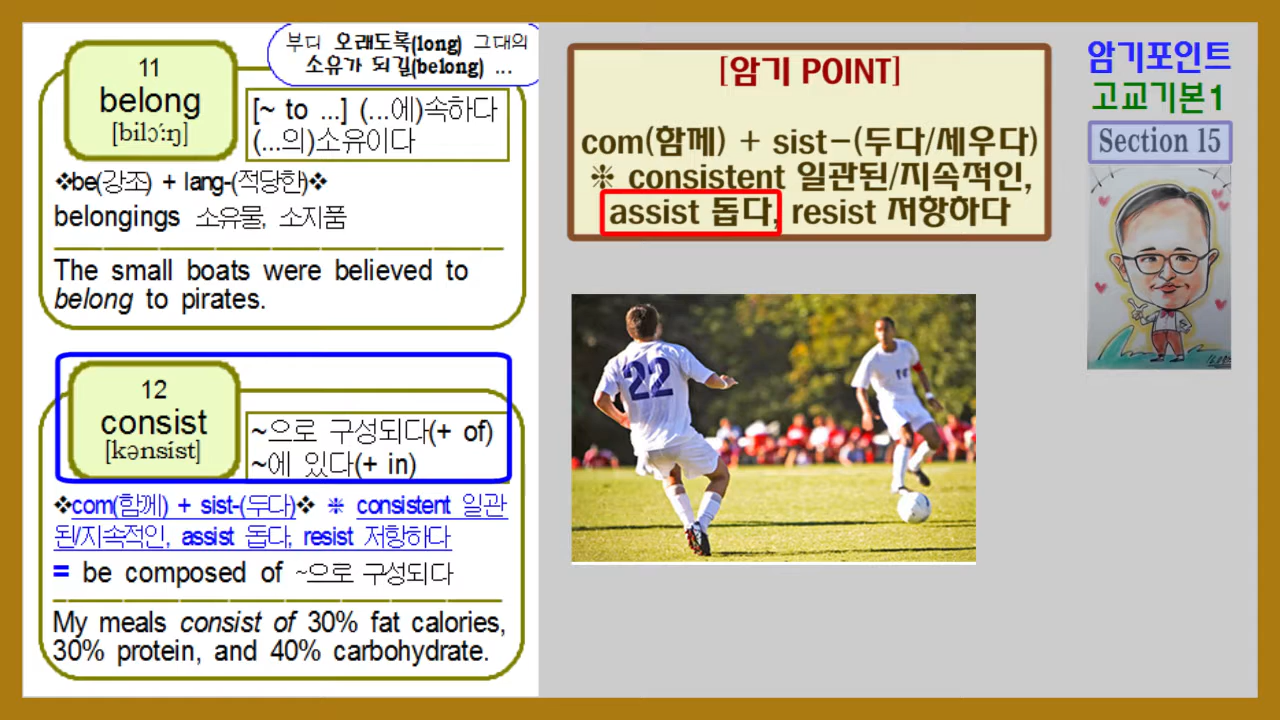 부디 오래도록(long) 그대의
소유가 되길(belong) ...
11
belong
[bilɔ́ːŋ]
[~ to ...] (...에)속하다
(...의)소유이다
❖be(강조) + lang-(적당한)❖
belongings 소유물, 소지품
The small boats were believed to
belong to pirates.
12
consist
[kənsíst]
~으로 구성되다(+ of)
~에 있다(+ in)
❖com(함께) + sist-(두다)❖ ❈ consistent 일관
된/지속적인, assist 돕다, resist 저항하다
= be composed of ~으로 구성되다
My meals consist of 30% fat calories,
30% protein, and 40% carbohydrate.
[암기 POINT]
com(함께) + sist-(두다/세우다)
❈ consistent 일관된/지속적인,
assist 돕다, resist 저항하다
22
암기포인트
고교기본1
Section 15